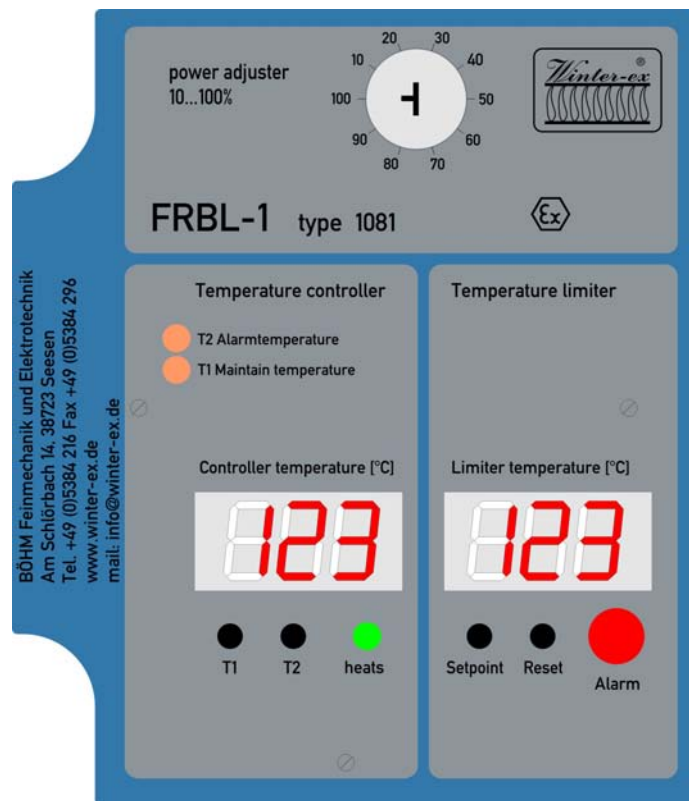 power adjuster
10...100%
10
20
30
40
50
60
70
80
90
100
Winter-ex ®
FRBL-1 type 1081
Ex
BÖHM Feinmechanik und Elektrotechnik
Am Schlörbach 14, 38723 Seesen
Tel. +49 (0)5384 216 Fax +49 (0)5384 296
www.winter-ex.de
mail: info@winter-ex.de
Temperature controller
T2 Alarmtemperature
T1 Maintain temperature
Controller temperature [°C]
123
T1 T2 heats
Temperature limiter
Limiter temperature [°C]
123
Setpoint Reset Alarm